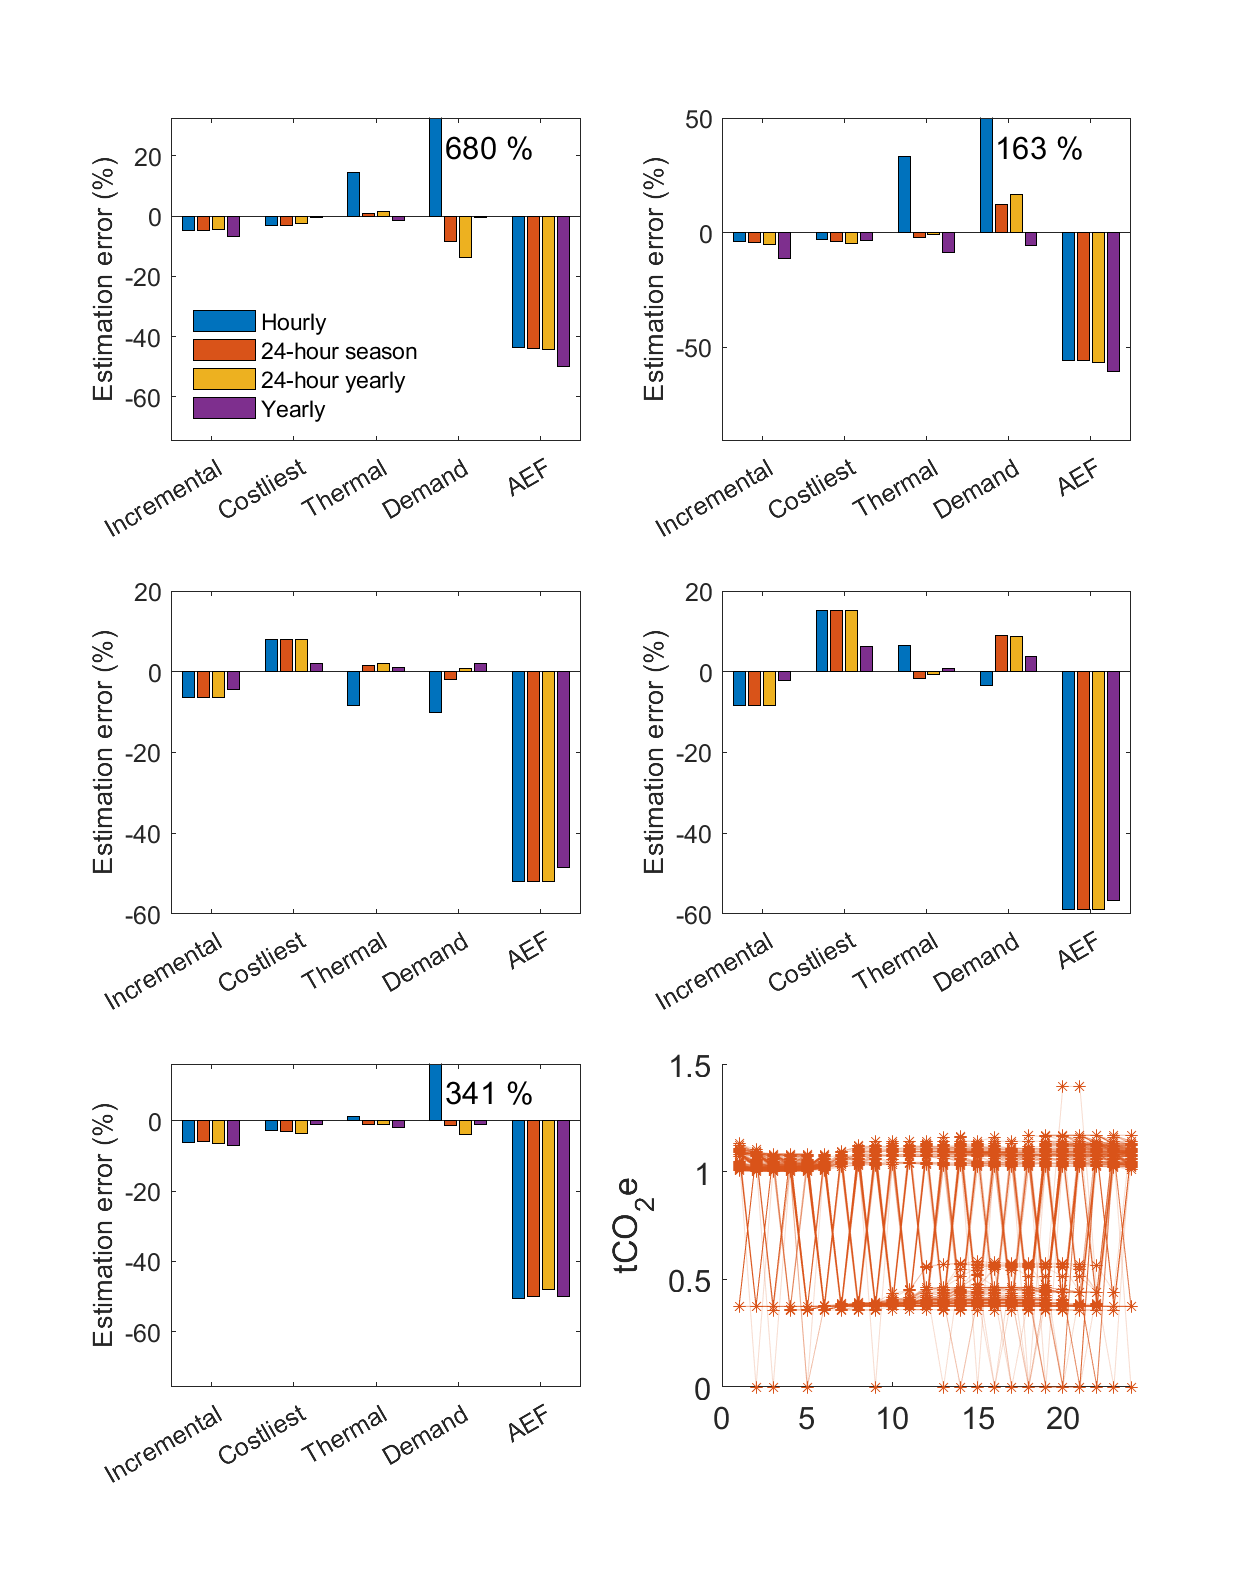 680 %
20
0
-20
-40
-60
Estimation error (%)
Hourly
24-hour season
24-hour yearly
Yearly
Incremental
Costliest
Thermal
Demand
AEF
163 %
50
0
-50
Estimation error (%)
Incremental
Costliest
Thermal
Demand
AEF
20
0
-20
-40
-60
Estimation error (%)
Incremental
Costliest
Thermal
Demand
AEF
20
0
-20
-40
-60
Estimation error (%)
Incremental
Costliest
Thermal
Demand
AEF
341 %
0
-20
-40
-60
Estimation error (%)
Incremental
Costliest
Thermal
Demand
AEF
1.5
1
0.5
0
tCO₂e
0 5 10 15 20